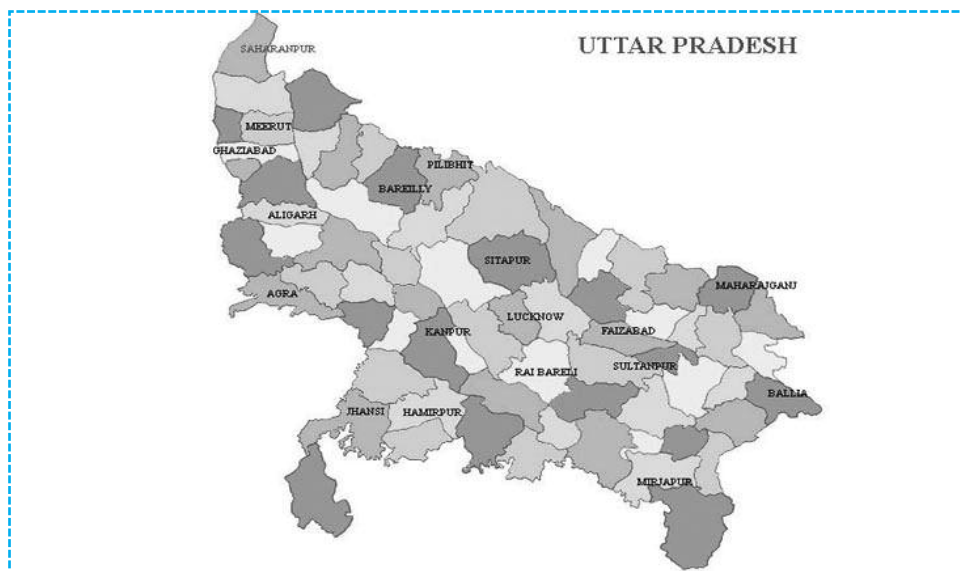 UTTAR PRADESH
SAHARANPUR
MEERUT
GHAZIABAD
PILIBHIT
BAREILLY
ALIGARH
SITAPUR
MAHARAJGANJ
AGRA
LUCKNOW
KANPUR
FAIZABAD
RAI BARELI
SULTANPUR
BALLIA
JHANSI
HAMIRPUR
MIRJAPUR